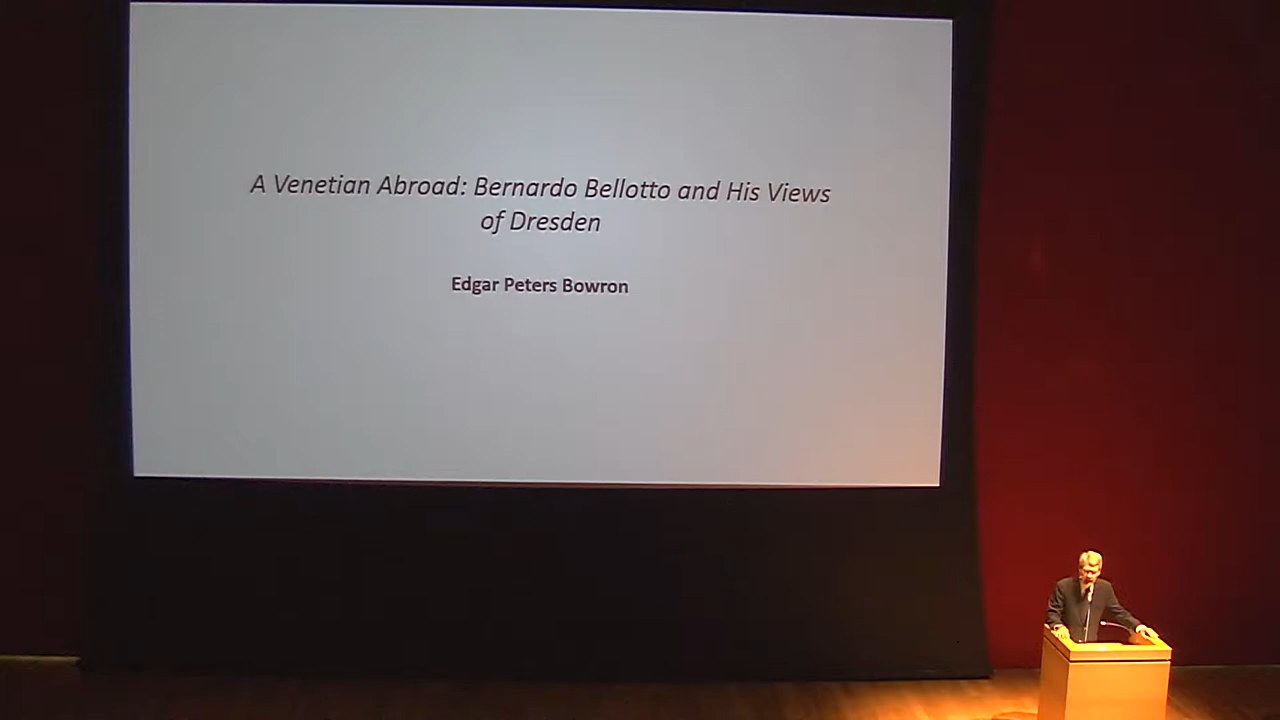 A Venetian Abroad: Bernardo Bellotto and His Views
of Dresden
Edgar Peters Bowron